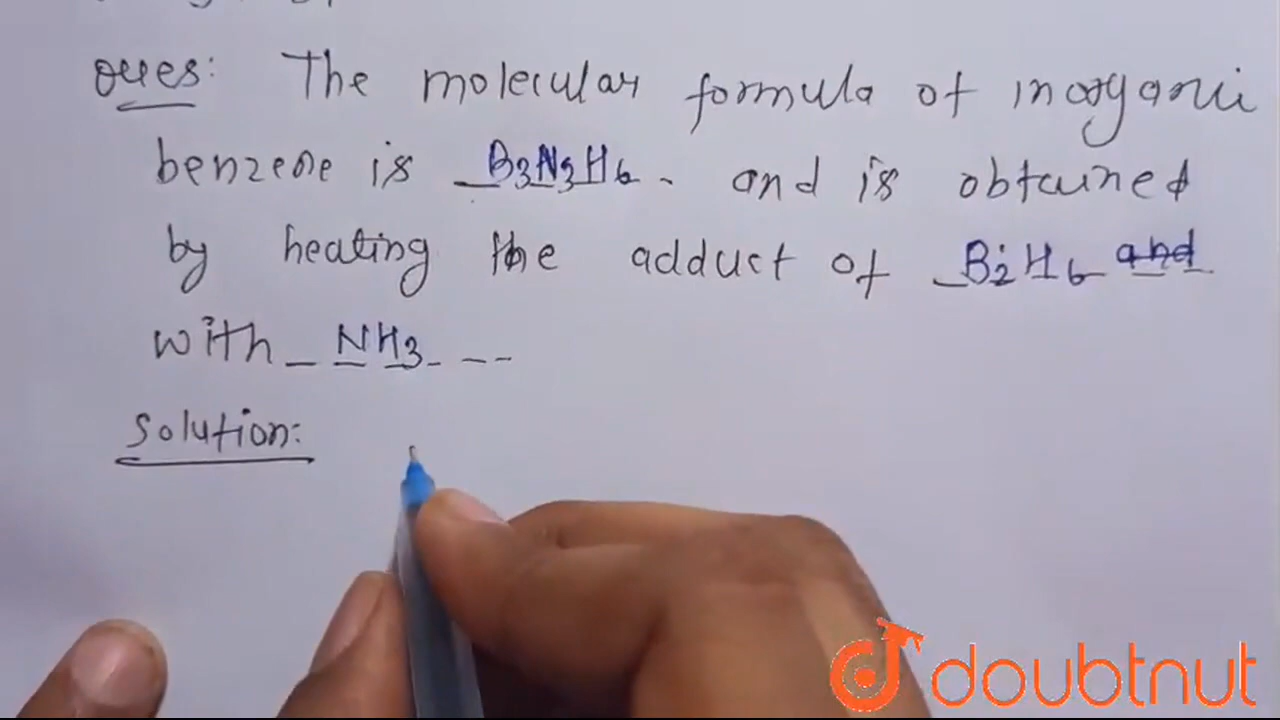 Ques: The molecular formula of inorganic
benzene is B3N3H6. and is obtained
by heating the adduct of B2H6 and
with NH3 ---
Solution:
doubtnut